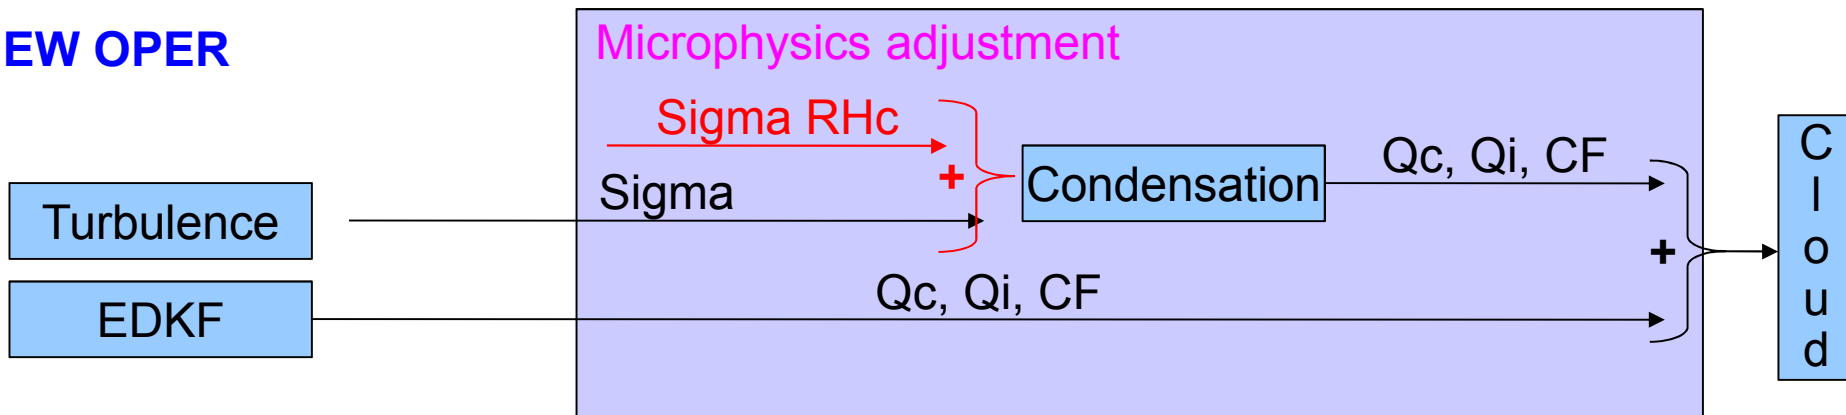 EW OPER
Microphysics adjustment
Sigma RHc
+
Sigma
Condensation
Qc, Qi, CF
Turbulence
+
EDKF
Qc, Qi, CF
C
l
o
u
d